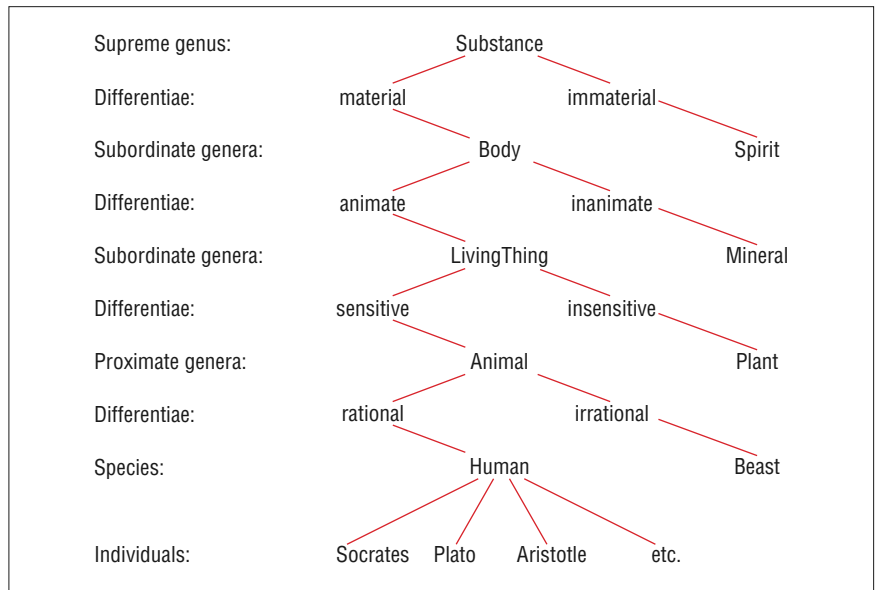 Supreme genus: Substance
Differentiae: material immaterial
Subordinate genera: Body Spirit
Differentiae: animate inanimate
Subordinate genera: LivingThing Mineral
Differentiae: sensitive insensitive
Proximate genera: Animal Plant
Differentiae: rational irrational
Species: Human Beast
Individuals: Socrates Plato Aristotle etc.